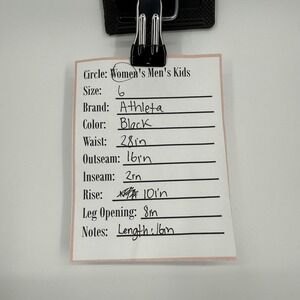 Circle: Women's Men's Kids
Size: 6
Brand: Athleta
Color: Black
Waist: 28in
Outseam: 16in
Inseam: 2in
Rise: 10in
Leg Opening: 8in
Notes: Length: 16in